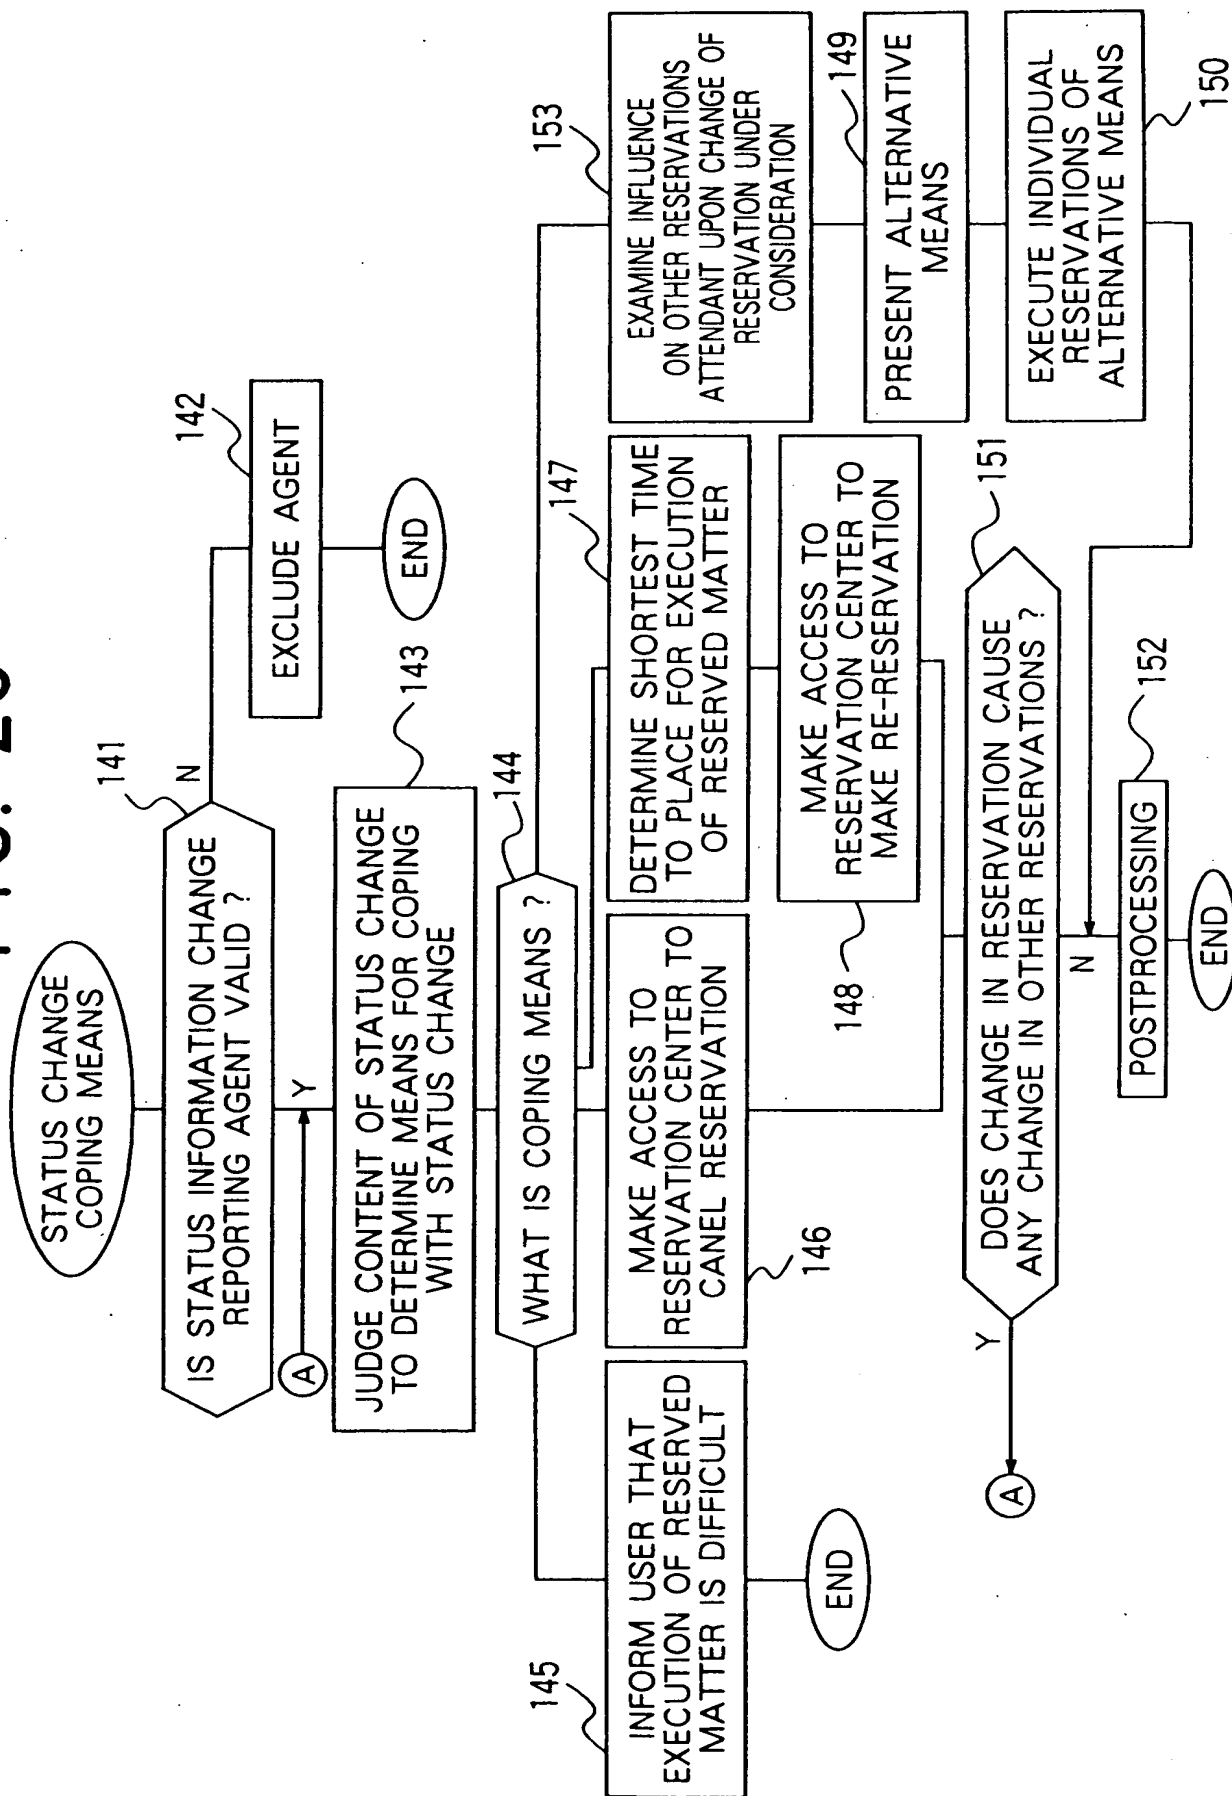 STATUS CHANGE
COPING MEANS
141
IS STATUS INFORMATION CHANGE
REPORTING AGENT VALID ?
N
142
EXCLUDE AGENT
END
Y
A
143
JUDGE CONTENT OF STATUS CHANGE
TO DETERMINE MEANS FOR COPING
WITH STATUS CHANGE
144
WHAT IS COPING MEANS ?
145
INFORM USER THAT
EXECUTION OF RESERVED
MATTER IS DIFFICULT
END
MAKE ACCESS TO
RESERVATION CENTER TO
CANEL RESERVATION
146
147
DETERMINE SHORTEST TIME
TO PLACE FOR EXECUTION
OF RESERVED MATTER
MAKE ACCESS TO
RESERVATION CENTER TO
MAKE RE-RESERVATION
148
153
EXAMINE INFLUENCE
ON OTHER RESERVATIONS
ATTENDANT UPON CHANGE OF
RESERVATION UNDER
CONSIDERATION
149
PRESENT ALTERNATIVE
MEANS
EXECUTE INDIVIDUAL
RESERVATIONS OF
ALTERNATIVE MEANS
150
151
DOES CHANGE IN RESERVATION CAUSE
ANY CHANGE IN OTHER RESERVATIONS ?
Y
A
N
152
POSTPROCESSING
END